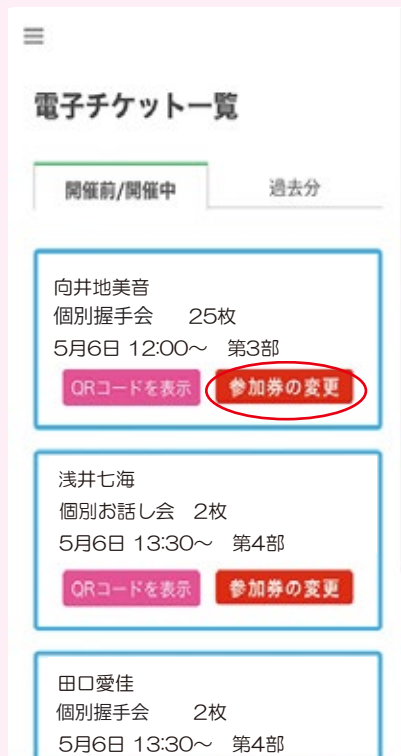 電子チケット一覧
開催前/開催中 過去分
向井地美音
個別握手会　25枚
5月6日 12:00〜　第3部
QRコードを表示 参加券の変更
浅井七海
個別お話し会　2枚
5月6日 13:30〜　第4部
QRコードを表示 参加券の変更
田口愛佳
個別握手会　2枚
5月6日 13:30〜　第4部